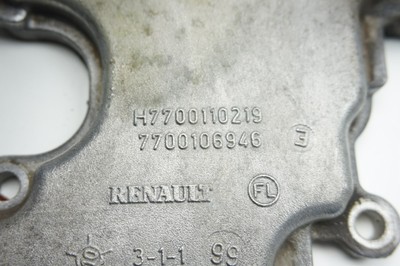 H7700110219
7700106946 E
RENAULT FL
3-1-1 99